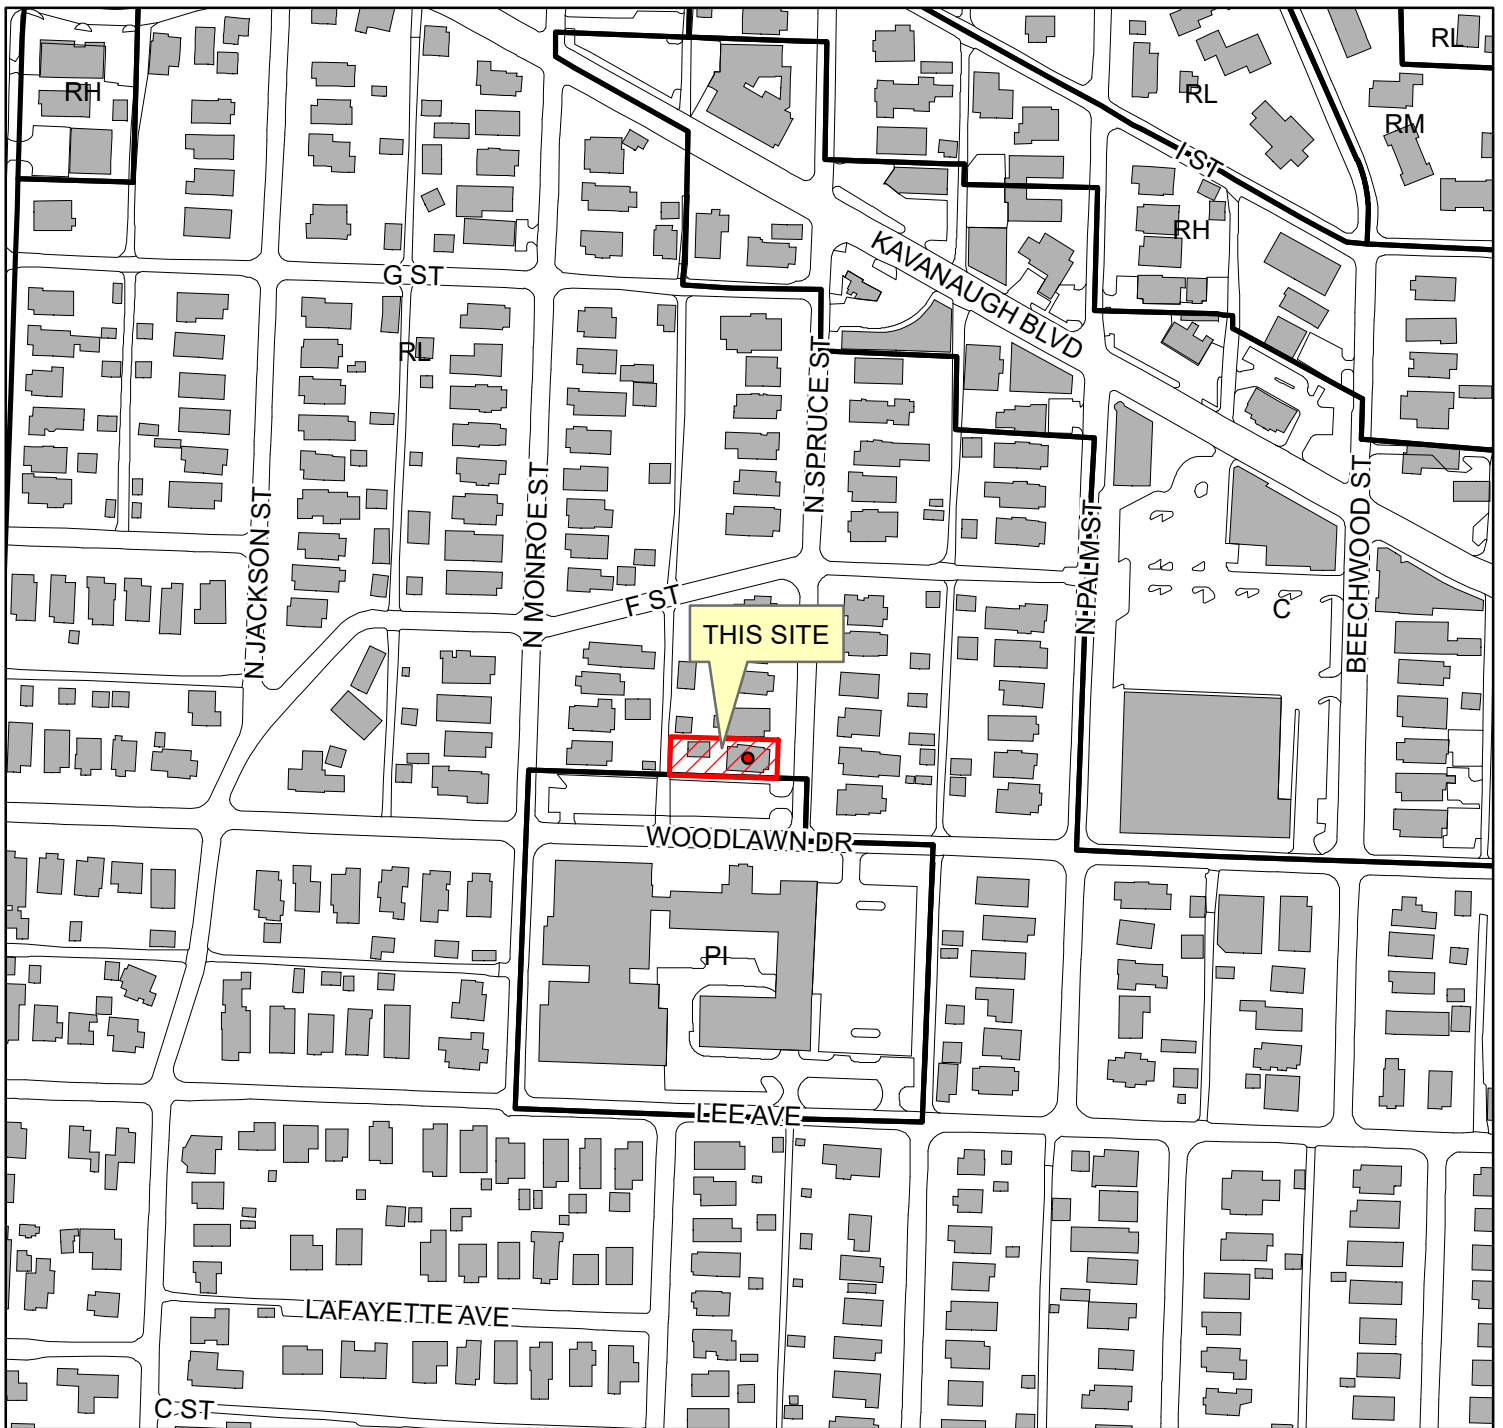 RL
RH
RL
RM
I ST
RH
KAVANAUGH BLVD
G ST
RL
N SPRUCE ST
N JACKSON ST
N MONROE ST
N PALM ST
BEECHWOOD ST
F ST
C
THIS SITE
WOODLAWN DR
PI
LEE AVE
LAFAYETTE AVE
C ST